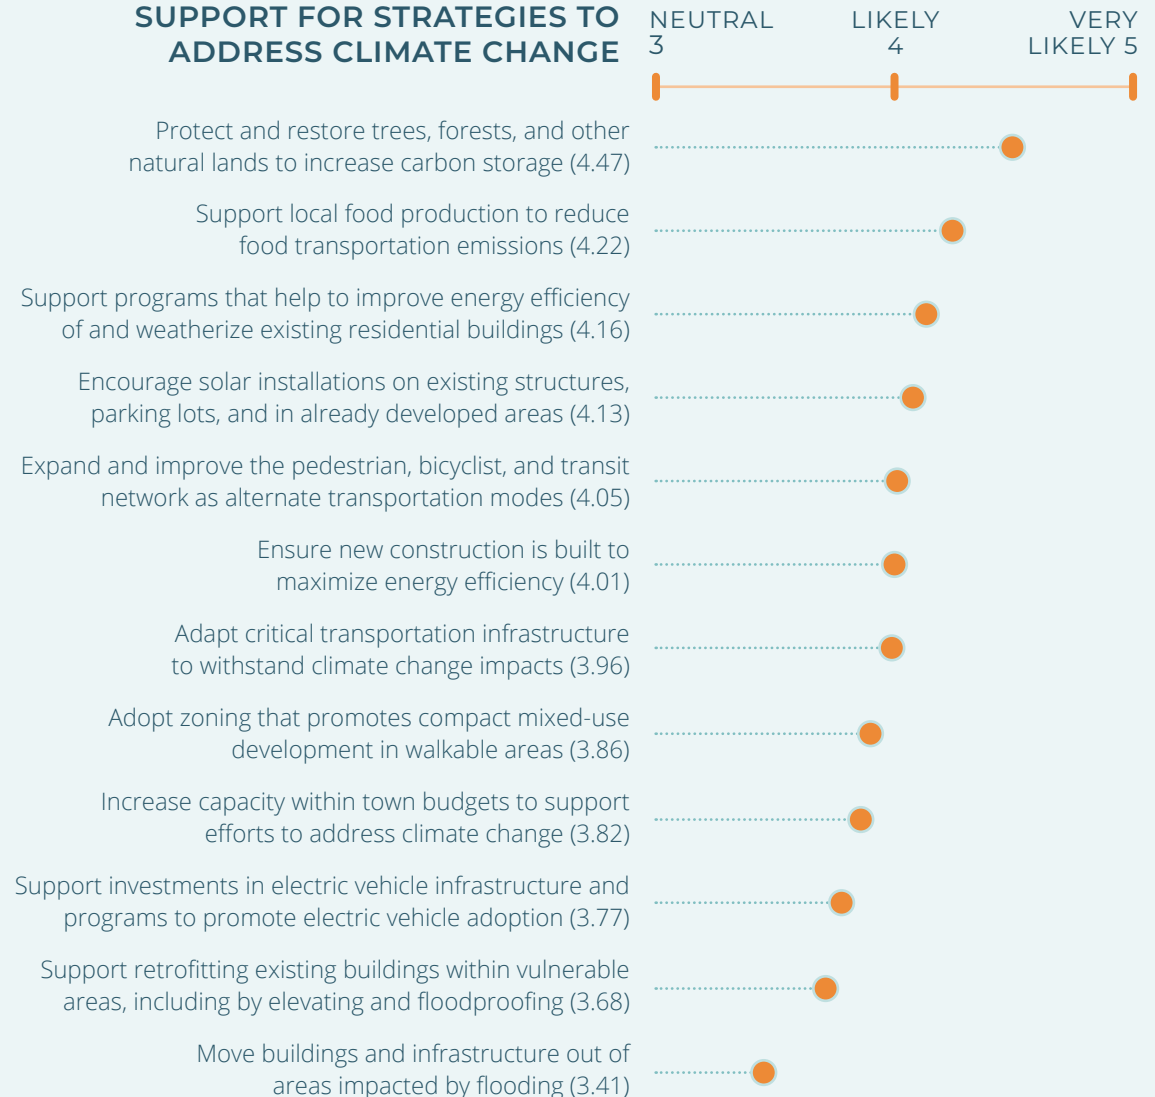 SUPPORT FOR STRATEGIES TO
ADDRESS CLIMATE CHANGE
NEUTRAL
3
LIKELY
4
VERY
LIKELY 5
Protect and restore trees, forests, and other
natural lands to increase carbon storage (4.47)
Support local food production to reduce
food transportation emissions (4.22)
Support programs that help to improve energy efficiency
of and weatherize existing residential buildings (4.16)
Encourage solar installations on existing structures,
parking lots, and in already developed areas (4.13)
Expand and improve the pedestrian, bicyclist, and transit
network as alternate transportation modes (4.05)
Ensure new construction is built to
maximize energy efficiency (4.01)
Adapt critical transportation infrastructure
to withstand climate change impacts (3.96)
Adopt zoning that promotes compact mixed-use
development in walkable areas (3.86)
Increase capacity within town budgets to support
efforts to address climate change (3.82)
Support investments in electric vehicle infrastructure and
programs to promote electric vehicle adoption (3.77)
Support retrofitting existing buildings within vulnerable
areas, including by elevating and floodproofing (3.68)
Move buildings and infrastructure out of
areas impacted by flooding (3.41)